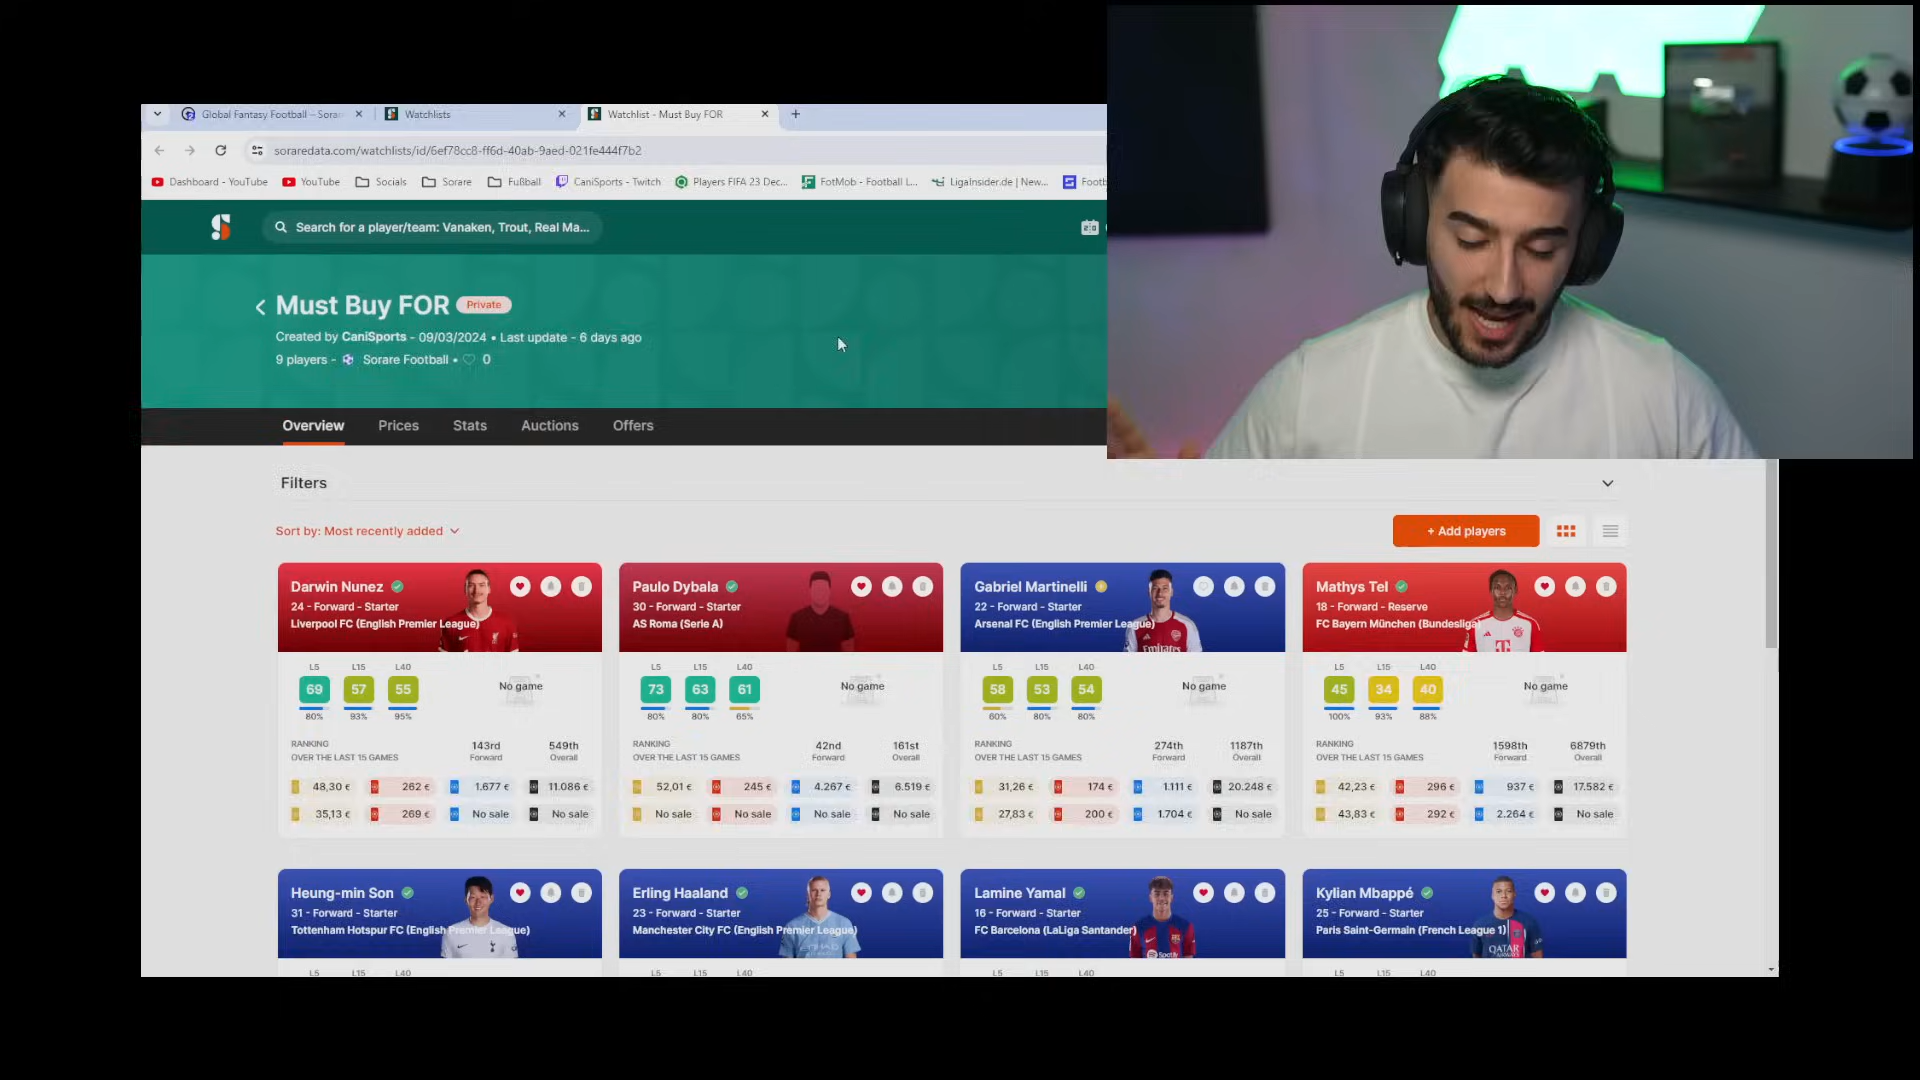 Global Fantasy Football – Sorar
Watchlists
Watchlist - Must Buy FOR
soraredata.com/watchlists/id/6ef78cc8-ff6d-40ab-9aed-021fe444f7b2
Dashboard - YouTube
YouTube
Socials
Sorare
Fußball
CaniSports - Twitch
Players FIFA 23 Dec...
FotMob - Football L...
LigaInsider.de | New...
Footb
Search for a player/team: Vanaken, Trout, Real Ma...
Must Buy FOR Private
Created by CaniSports - 09/03/2024 • Last update - 6 days ago
9 players - Sorare Football • 0
Overview Prices Stats Auctions Offers
Filters
Sort by: Most recently added
+ Add players
Darwin Nunez
24 - Forward - Starter
Liverpool FC (English Premier League)
L5 L15 L40
69 57 55
80% 93% 95%
No game
RANKING 143rd 549th
OVER THE LAST 15 GAMES Forward Overall
48,30 € 262 € 1.677 € 11.086 €
35,13 € 269 € No sale No sale
Paulo Dybala
30 - Forward - Starter
AS Roma (Serie A)
L5 L15 L40
73 63 61
80% 80% 65%
No game
RANKING 42nd 161st
OVER THE LAST 15 GAMES Forward Overall
52,01 € 245 € 4.267 € 6.519 €
No sale No sale No sale No sale
Gabriel Martinelli
22 - Forward - Starter
Arsenal FC (English Premier League)
Emirates
L5 L15 L40
58 53 54
60% 80% 80%
No game
RANKING 274th 1187th
OVER THE LAST 15 GAMES Forward Overall
31,26 € 174 € 1.111 € 20.248 €
27,83 € 200 € 1.704 € No sale
Mathys Tel
18 - Forward - Reserve
FC Bayern München (Bundesliga)
L5 L15 L40
45 34 40
100% 93% 88%
No game
RANKING 1598th 6879th
OVER THE LAST 15 GAMES Forward Overall
42,23 € 296 € 937 € 17.582 €
43,83 € 292 € 2.264 € No sale
Heung-min Son
31 - Forward - Starter
Tottenham Hotspur FC (English Premier League)
L5 L15 L40
Erling Haaland
23 - Forward - Starter
Manchester City FC (English Premier League)
L5 L15 L40
Lamine Yamal
16 - Forward - Starter
FC Barcelona (LaLiga Santander)
Spotify
L5 L15 L40
Kylian Mbappé
25 - Forward - Starter
Paris Saint-Germain (French League 1)
QATAR
L5 L15 L40